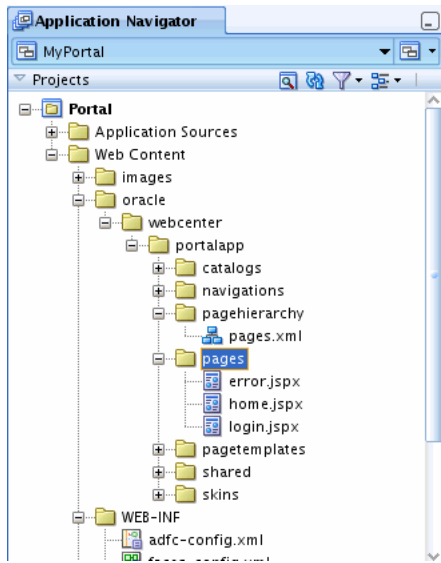 Application Navigator
MyPortal
Projects
Portal
Application Sources
Web Content
images
oracle
webcenter
portalapp
catalogs
navigations
pagehierarchy
pages.xml
pages
error.jspx
home.jspx
login.jspx
pagetemplates
shared
skins
WEB-INF
adfc-config.xml